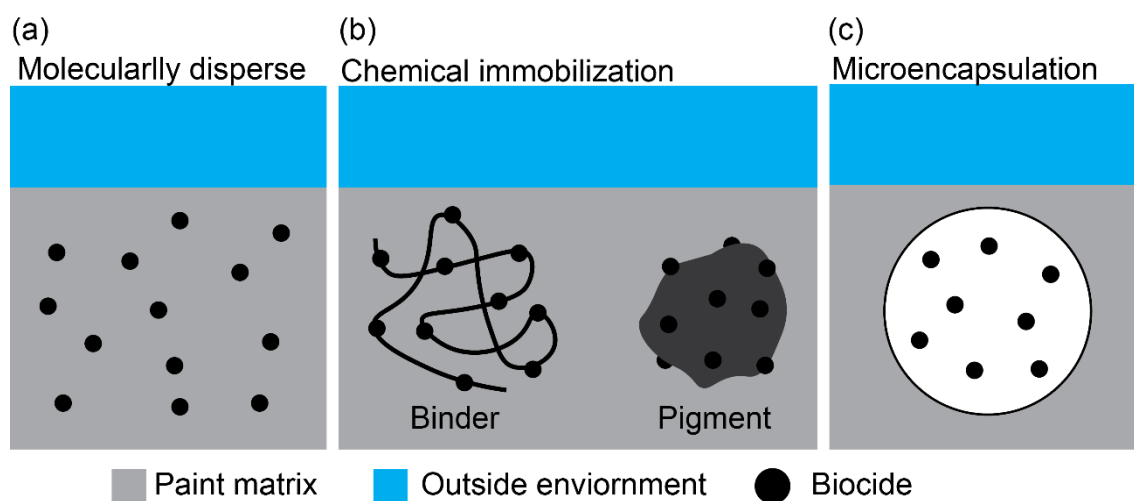 (a)
Molecularlly disperse
(b)
Chemical immobilization
(c)
Microencapsulation
Binder
Pigment
Paint matrix
Outside enviornment
Biocide